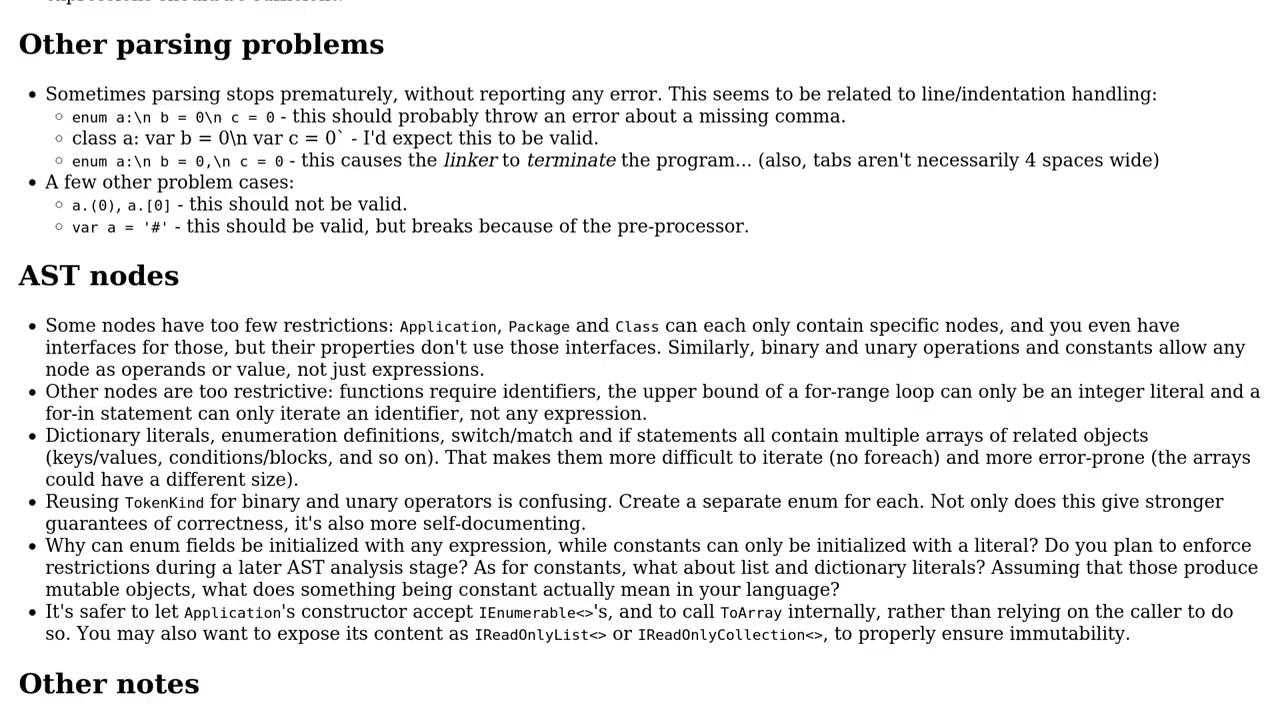 Other parsing problems
Sometimes parsing stops prematurely, without reporting any error. This seems to be related to line/indentation handling:
enum a:\n b = 0\n c = 0 - this should probably throw an error about a missing comma.
class a: var b = 0\n var c = 0` - I'd expect this to be valid.
enum a:\n b = 0,\n c = 0 - this causes the linker to terminate the program... (also, tabs aren't necessarily 4 spaces wide)
A few other problem cases:
a.(0), a.[0] - this should not be valid.
var a = '#' - this should be valid, but breaks because of the pre-processor.
AST nodes
Some nodes have too few restrictions: Application, Package and Class can each only contain specific nodes, and you even have
interfaces for those, but their properties don't use those interfaces. Similarly, binary and unary operations and constants allow any
node as operands or value, not just expressions.
Other nodes are too restrictive: functions require identifiers, the upper bound of a for-range loop can only be an integer literal and a
for-in statement can only iterate an identifier, not any expression.
Dictionary literals, enumeration definitions, switch/match and if statements all contain multiple arrays of related objects
(keys/values, conditions/blocks, and so on). That makes them more difficult to iterate (no foreach) and more error-prone (the arrays
could have a different size).
Reusing TokenKind for binary and unary operators is confusing. Create a separate enum for each. Not only does this give stronger
guarantees of correctness, it's also more self-documenting.
Why can enum fields be initialized with any expression, while constants can only be initialized with a literal? Do you plan to enforce
restrictions during a later AST analysis stage? As for constants, what about list and dictionary literals? Assuming that those produce
mutable objects, what does something being constant actually mean in your language?
It's safer to let Application's constructor accept IEnumerable<>'s, and to call ToArray internally, rather than relying on the caller to do
so. You may also want to expose its content as IReadOnlyList<> or IReadOnlyCollection<>, to properly ensure immutability.
Other notes